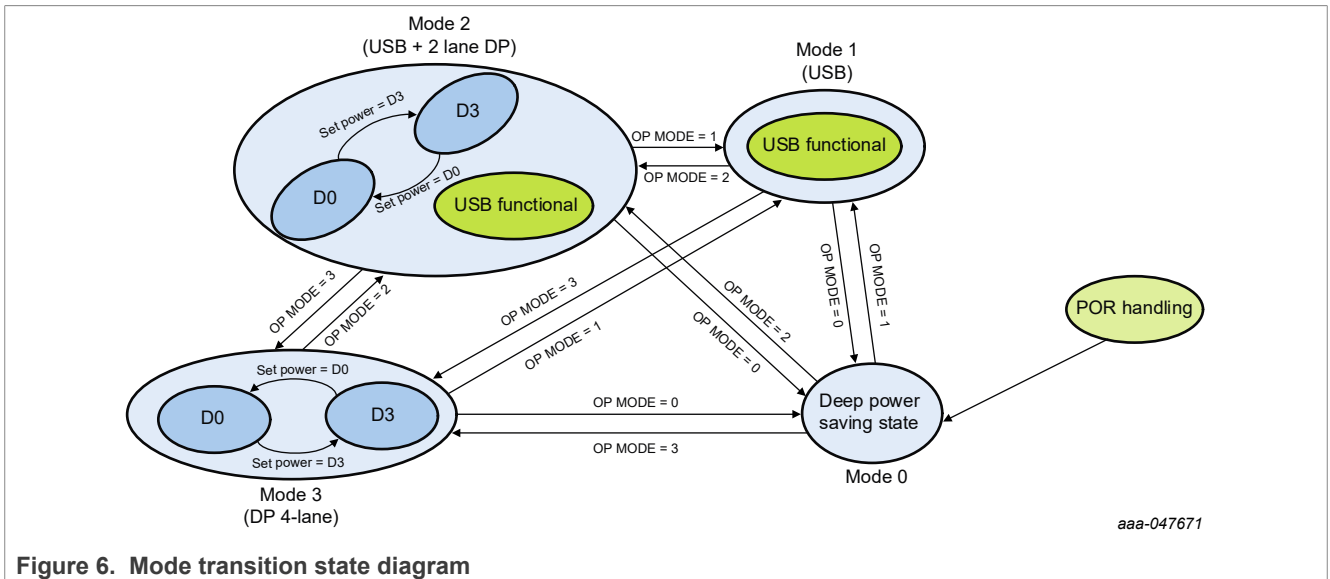 Mode 2
(USB + 2 lane DP)
Mode 1
(USB)
D3
Set power = D3
D0
Set power = D0
USB functional
OP MODE = 1
OP MODE = 2
USB functional
OP MODE = 3
OP MODE = 2
OP MODE = 3
OP MODE = 1
OP MODE = 2
OP MODE = 0
OP MODE = 0
OP MODE = 1
POR handling
Set power = D0
D0
D3
Set power = D3
OP MODE = 0
OP MODE = 3
Deep power
saving state
Mode 0
Mode 3
(DP 4-lane)
aaa-047671
Figure 6. Mode transition state diagram